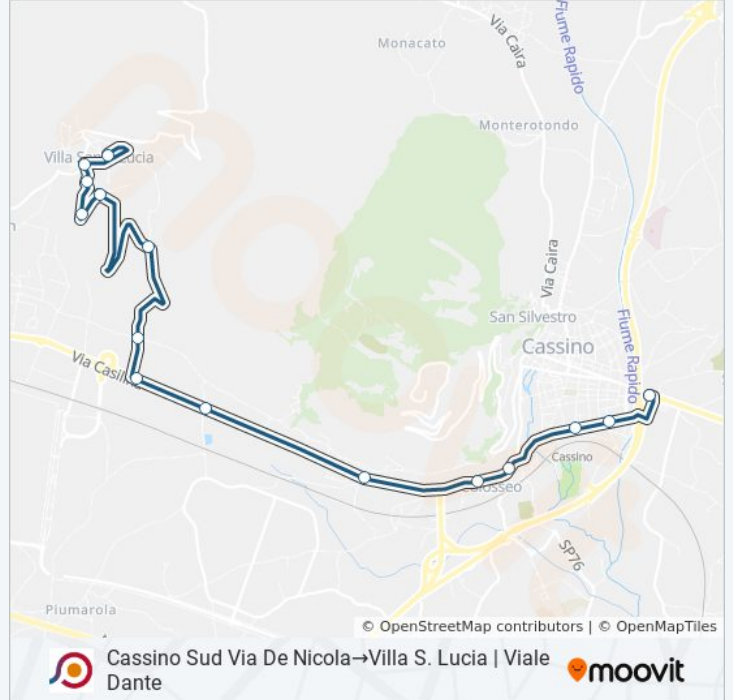 Monacato
Via Caira
Fiume Rapido
Monterotondo
Villa Santa Lucia
Via Caira
San Silvestro
Cassino
Fiume Rapido
Via Casilina
Cassino
Colosseo
SP76
Piumarola
© OpenStreetMap contributors | © OpenMapTiles
Cassino Sud Via De Nicola→Villa S. Lucia | Viale
Dante
moovit